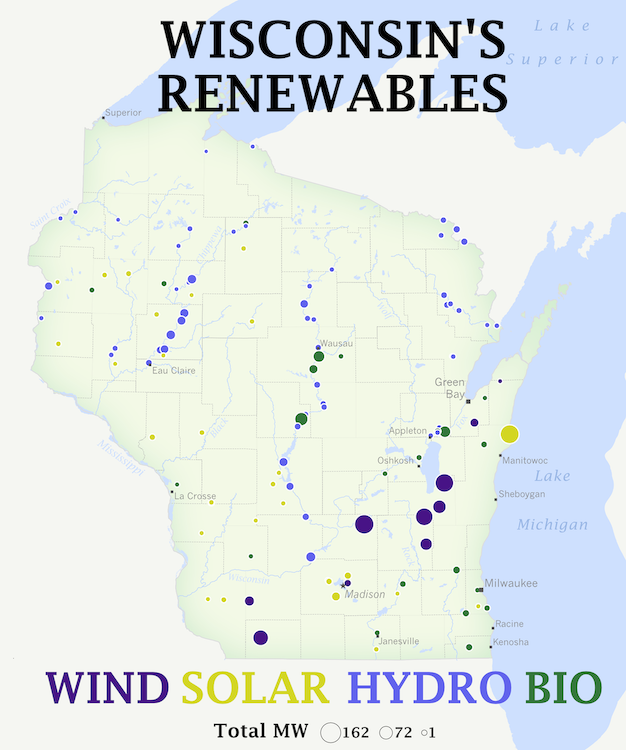 WISCONSIN'S
RENEWABLES
Lake
Superior
Superior
Saint Croix
Chippewa
Wausau
Eau Claire
Green
Bay
Black
Appleton
Mississippi
Oshkosh
Manitowoc
Lake
La Crosse
Sheboygan
Michigan
Rock
Wisconsin
Milwaukee
Madison
Racine
Janesville
Kenosha
WIND SOLAR HYDRO BIO
Total MW 162 72 1